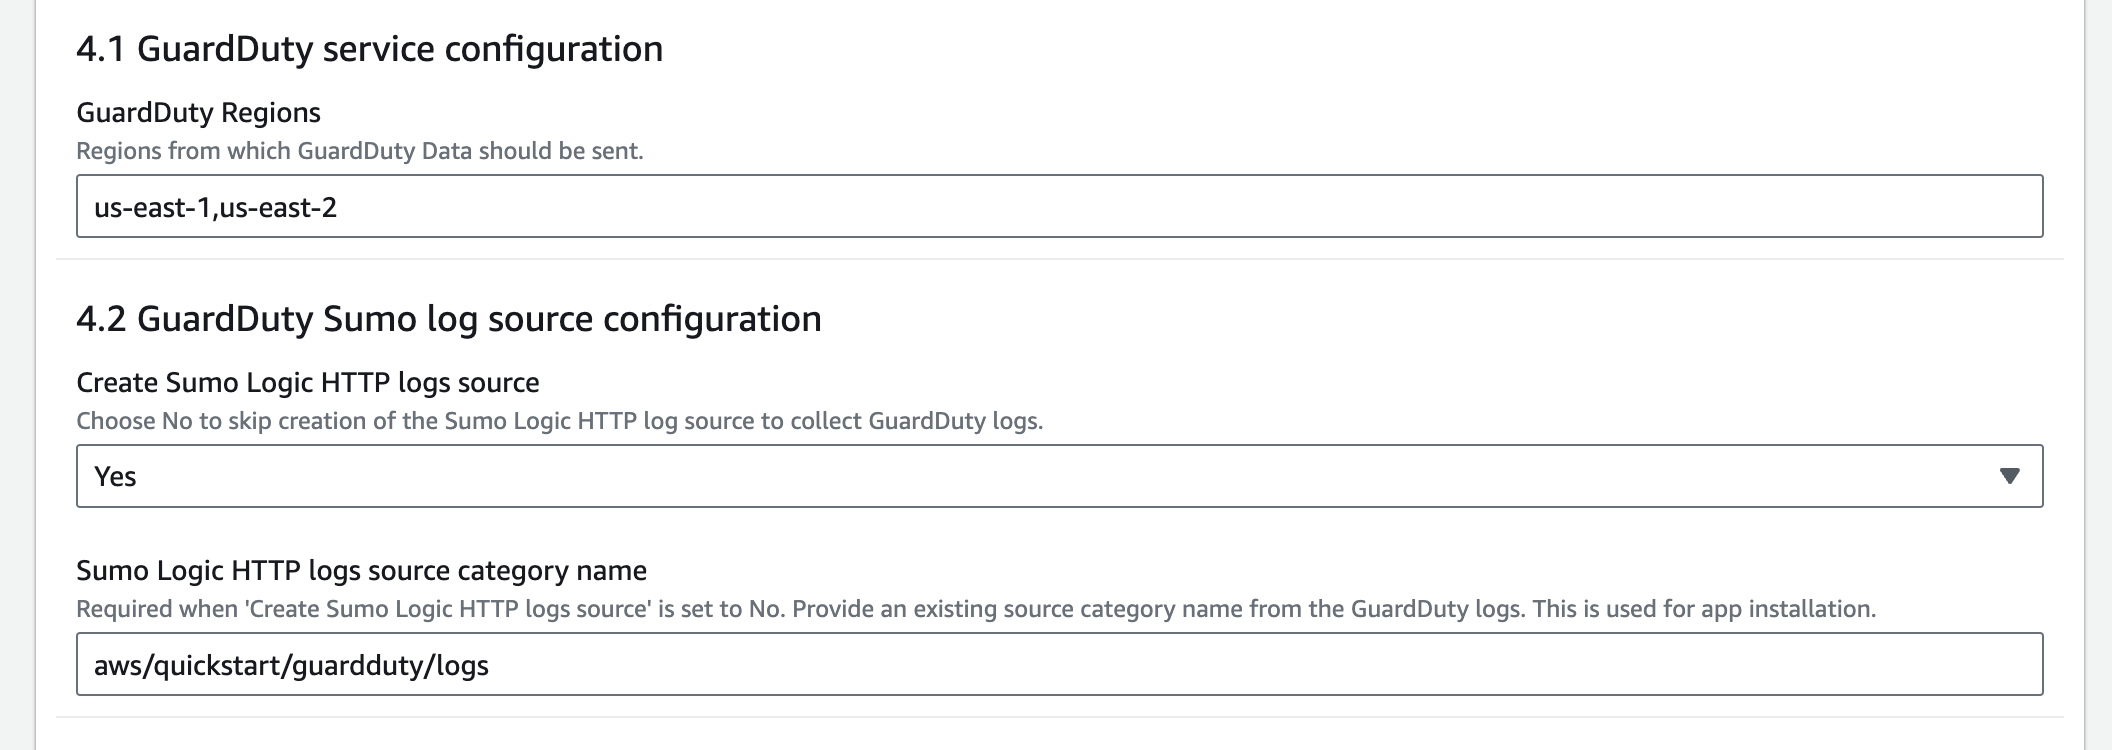 4.1 GuardDuty service configuration
GuardDuty Regions
Regions from which GuardDuty Data should be sent.
us-east-1,us-east-2
4.2 GuardDuty Sumo log source configuration
Create Sumo Logic HTTP logs source
Choose No to skip creation of the Sumo Logic HTTP log source to collect GuardDuty logs.
Yes
Sumo Logic HTTP logs source category name
Required when 'Create Sumo Logic HTTP logs source' is set to No. Provide an existing source category name from the GuardDuty logs. This is used for app installation.
aws/quickstart/guardduty/logs